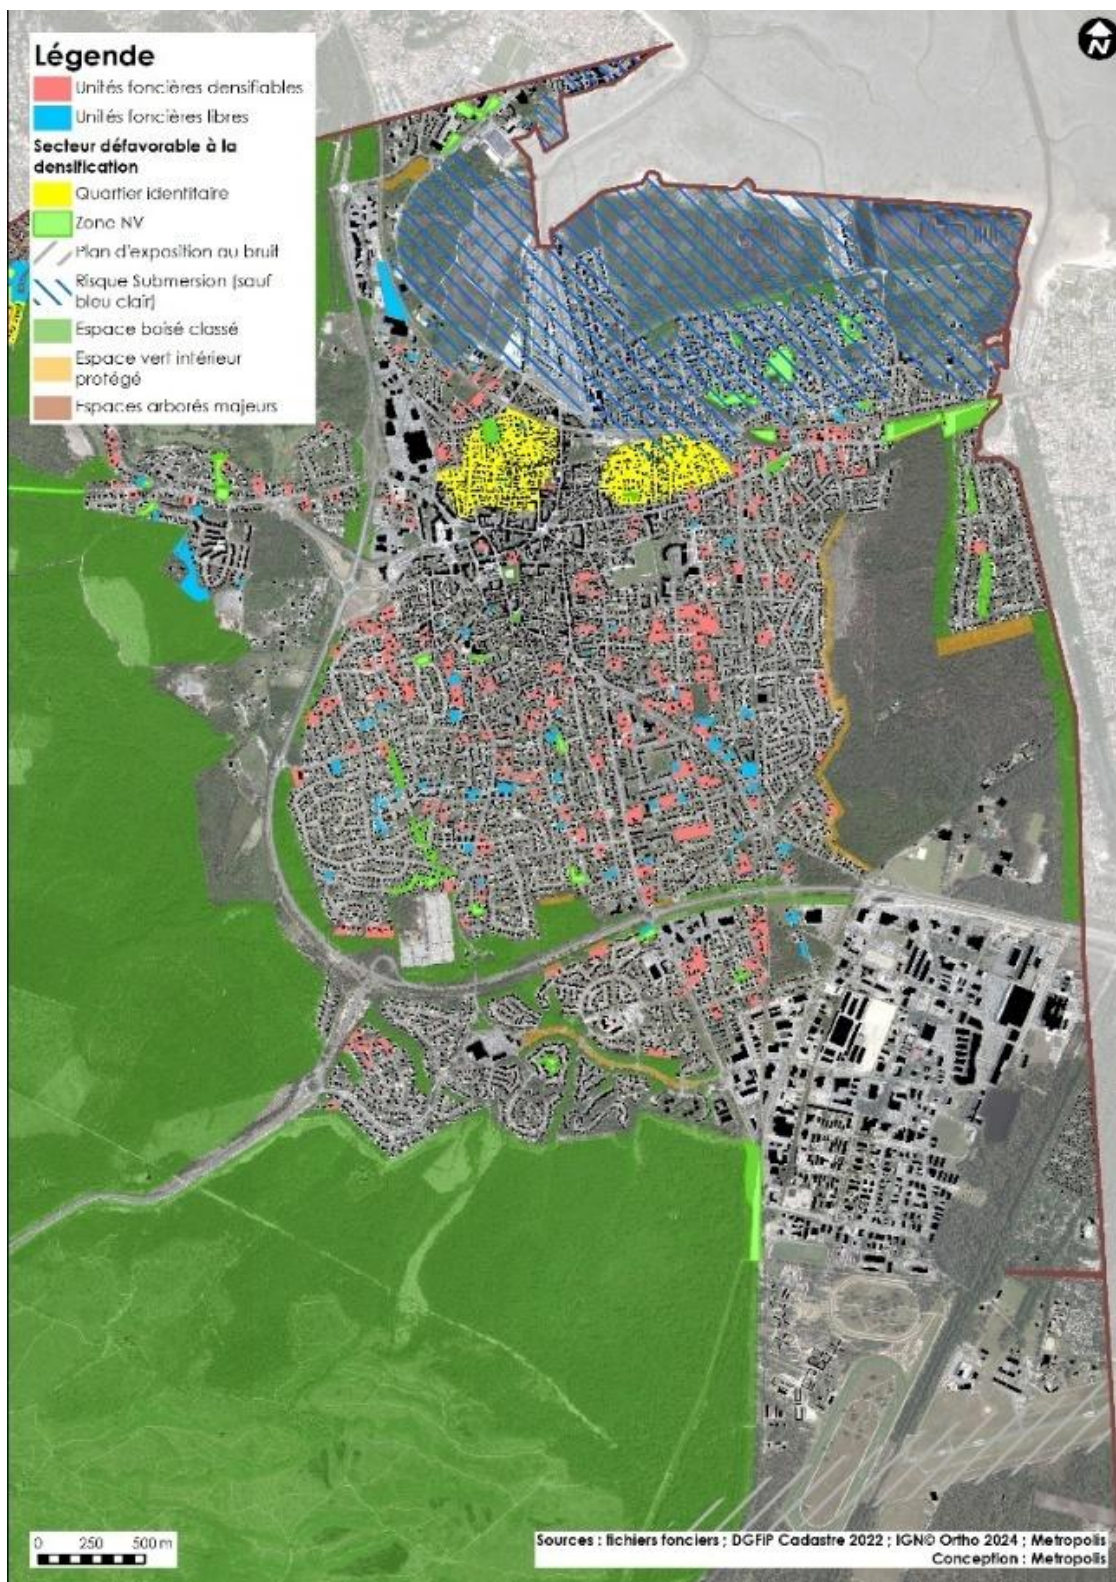 N
Légende
Unités foncières densifiables
Unités foncières libres
Secteur défavorable à la
densification
Quartier identitaire
Zone NV
Plan d'exposition au bruit
Risque Submersion (sauf
bleu clair)
Espace boisé classé
Espace vert intérieur
protégé
Espaces arborés majeurs
0 250 500 m
Sources : fichiers fonciers ; DGFiP Cadastre 2022 ; IGN© Ortho 2024 ; Metropolis
Conception : Metropolis